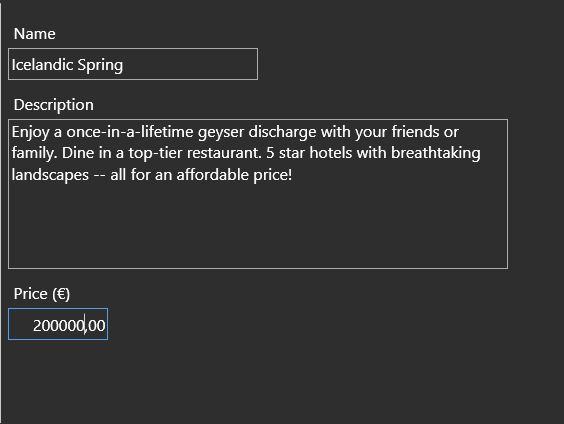 Name
Icelandic Spring
Description
Enjoy a once-in-a-lifetime geyser discharge with your friends or
family. Dine in a top-tier restaurant. 5 star hotels with breathtaking
landscapes -- all for an affordable price!
Price (€)
200000,00